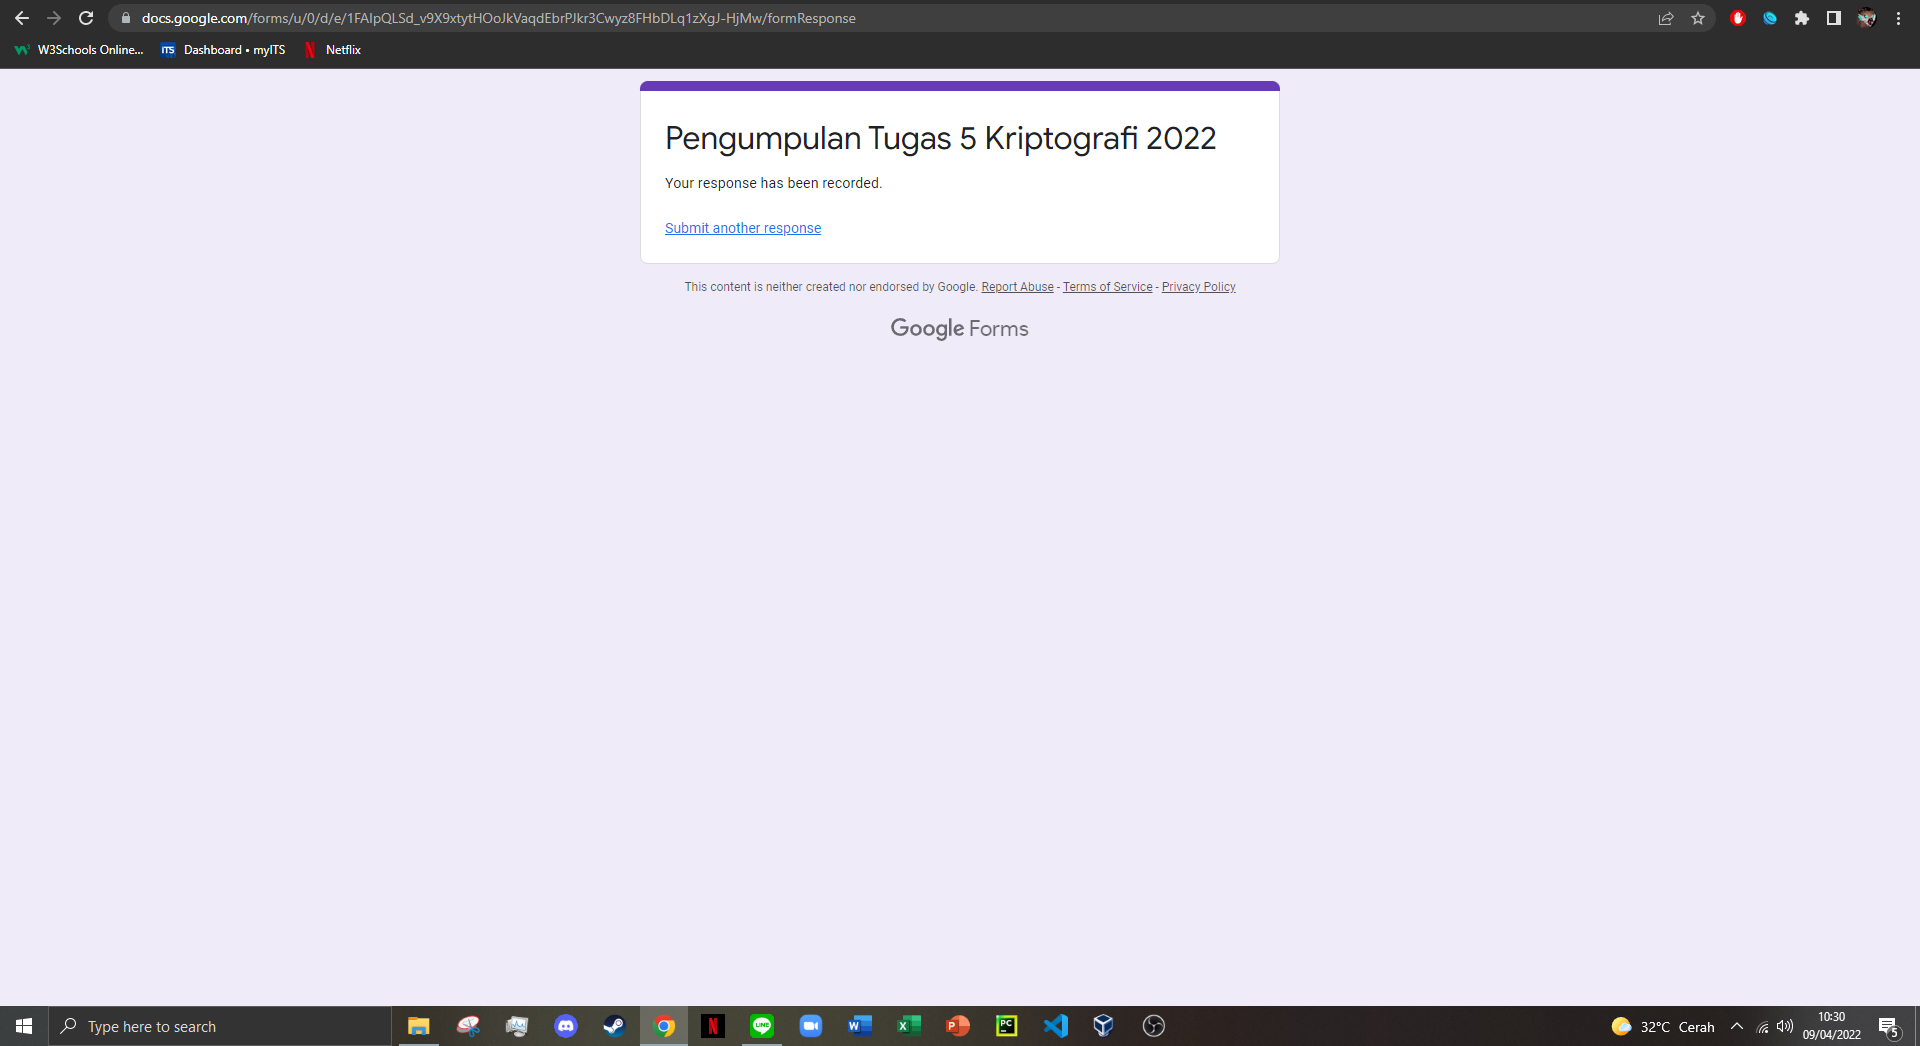 docs.google.com/forms/u/0/d/e/1FAIpQLSd_v9X9xtytHOoJkVaqdEbrPJkr3Cwyz8FHbDLq1zXgJ-HjMw/formResponse
W3Schools Online... ITS Dashboard • myITS Netflix
Pengumpulan Tugas 5 Kriptografi 2022
Your response has been recorded.
Submit another response
This content is neither created nor endorsed by Google. Report Abuse - Terms of Service - Privacy Policy
Google Forms
Type here to search
32°C Cerah
10:30
09/04/2022
5